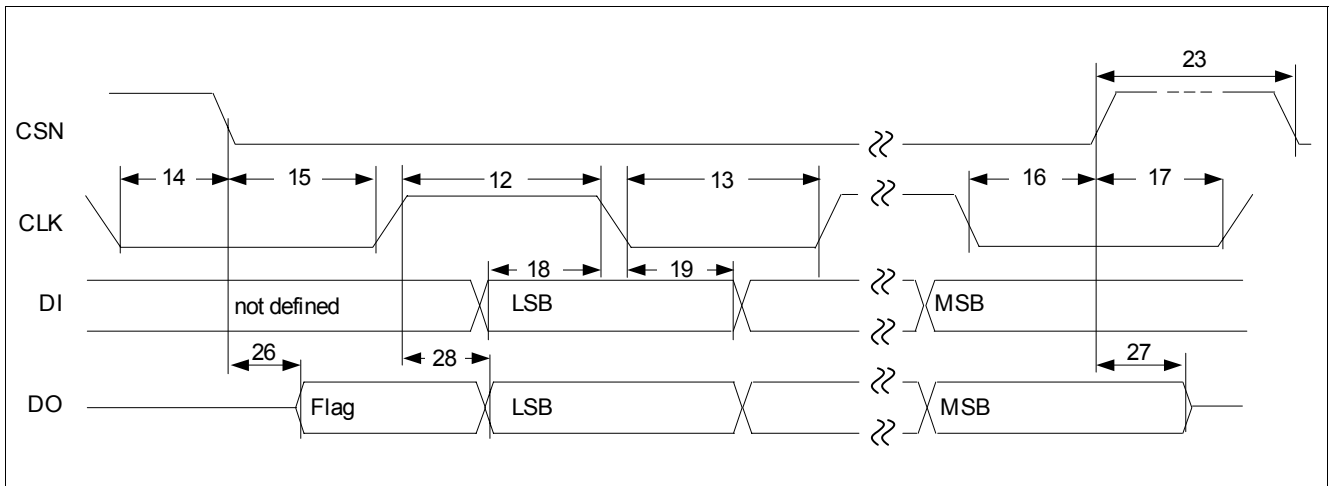 23
CSN
14 15 12 13 16 17
CLK
18 19
DI not defined LSB MSB
26 28 27
DO Flag LSB MSB